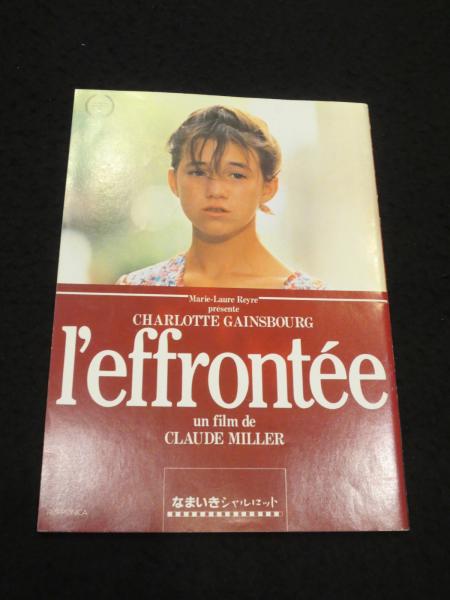 Marie-Laure Reyre
présente
CHARLOTTE GAINSBOURG
l'effrontée
un film de
CLAUDE MILLER
なまいきシャルロット